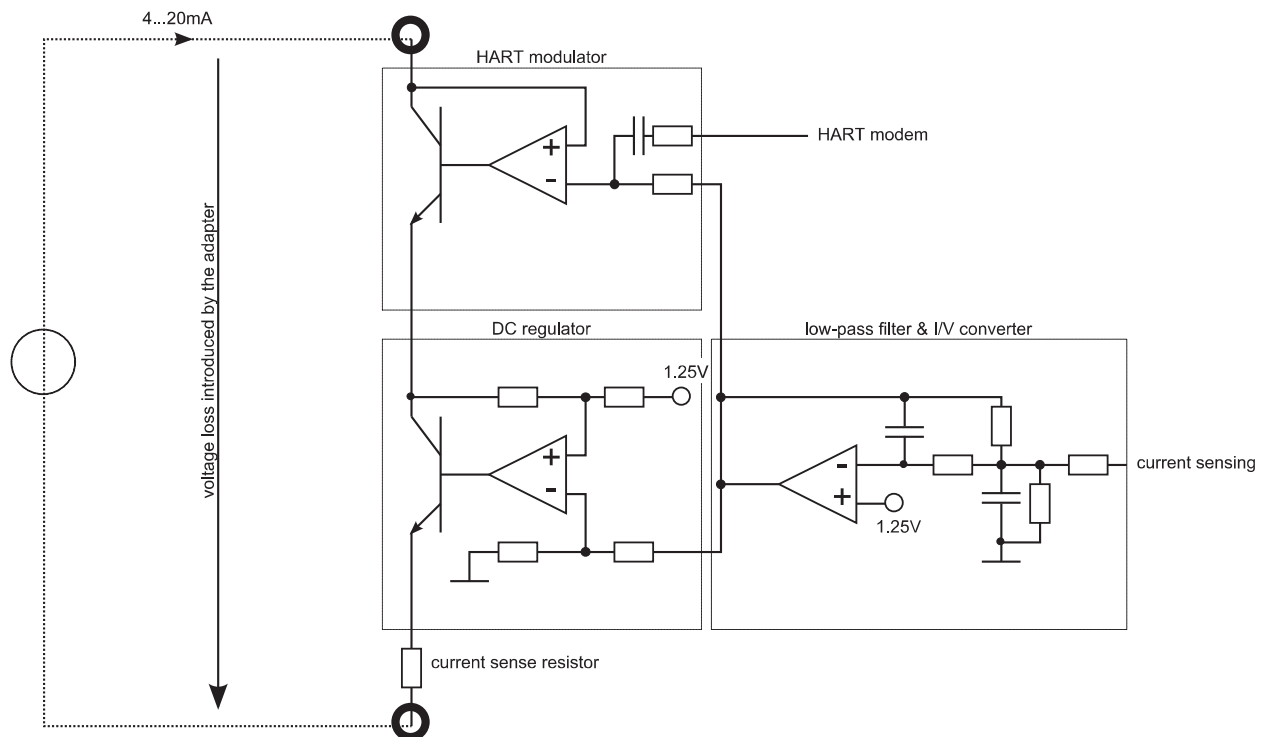 4...20mA
HART modulator
+
-
HART modem
voltage loss introduced by the adapter
DC regulator
low-pass filter & I/V converter
1.25V
+
-
-
+
current sensing
1.25V
current sense resistor